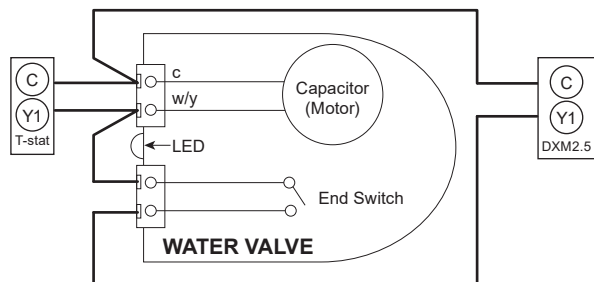 C
Y1
T-stat
c
w/y
LED
Capacitor
(Motor)
End Switch
WATER VALVE
C
Y1
DXM2.5